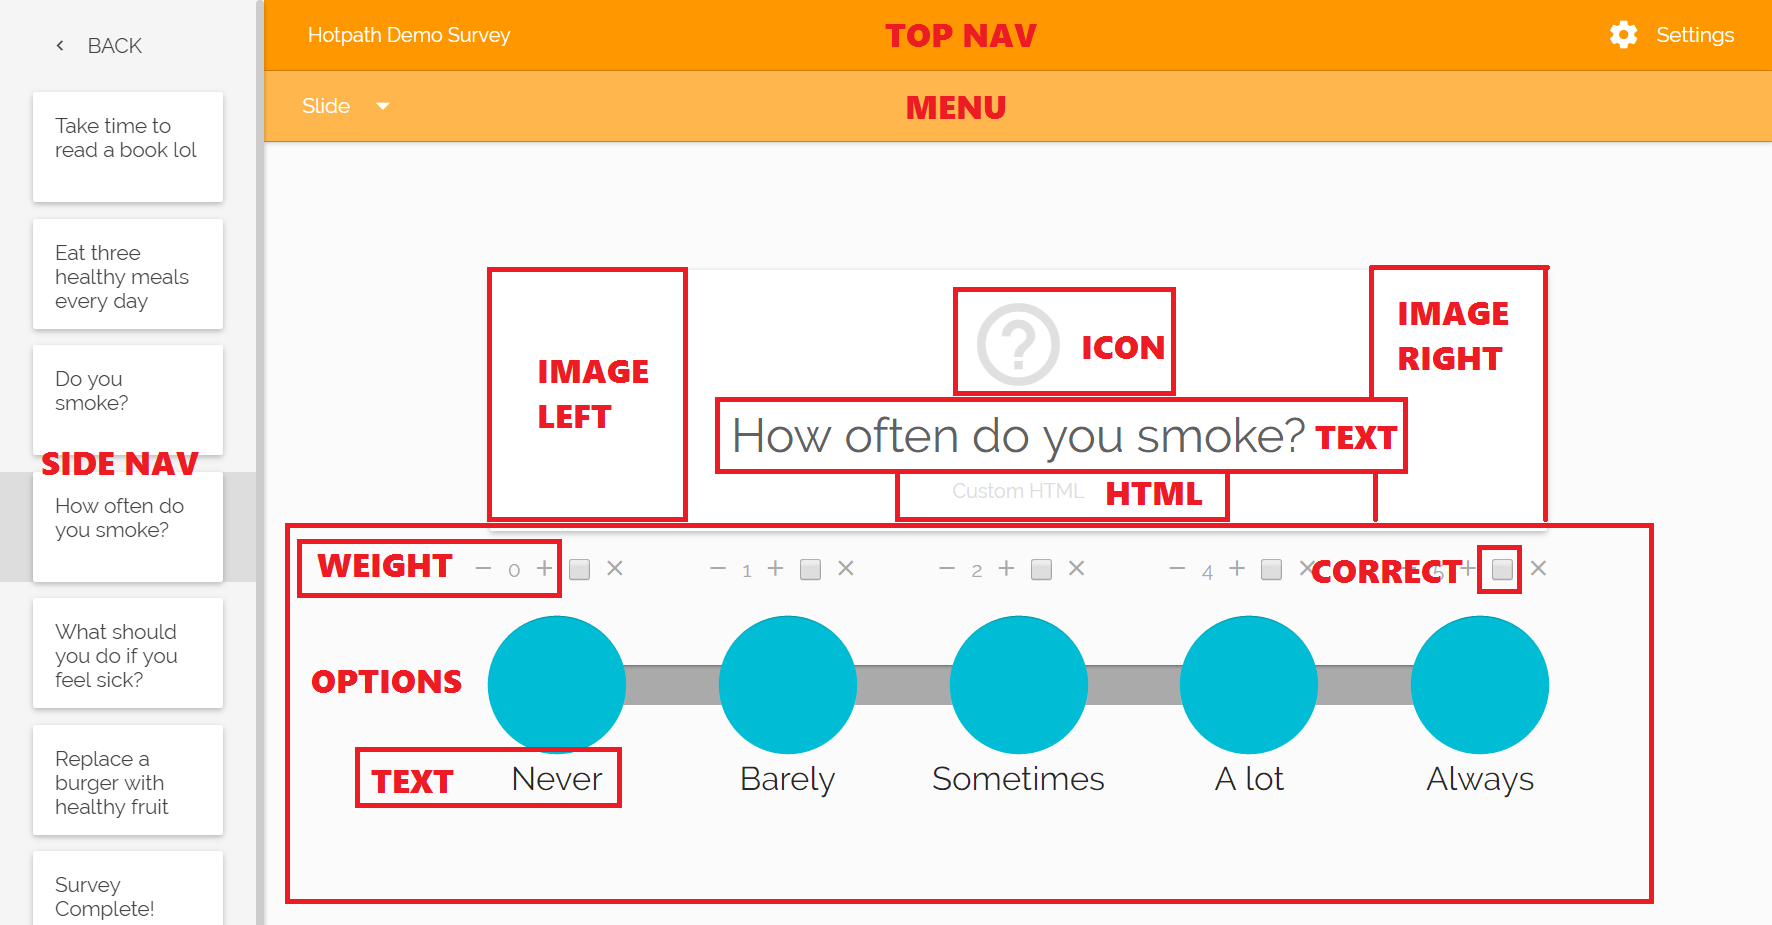 BACK
Take time to
read a book lol
Eat three
healthy meals
every day
Do you
smoke?
SIDE NAV
How often do
you smoke?
What should
you do if you
feel sick?
Replace a
burger with
healthy fruit
Survey
Complete!
Hotpath Demo Survey
TOP NAV
Settings
Slide
MENU
IMAGE
LEFT
ICON
IMAGE
RIGHT
How often do you smoke? TEXT
Custom HTML HTML
WEIGHT − 0 + ×
− 1 + ×
− 2 + ×
− 4 + ×
CORRECT 5 + ×
OPTIONS
TEXT Never
Barely
Sometimes
A lot
Always